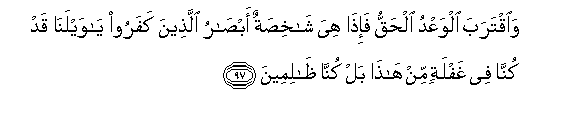 وَٱقْتَرَبَ ٱلْوَعْدُ ٱلْحَقُّ فَإِذَا هِىَ شَـٰخِصَةٌ أَبْصَـٰرُ ٱلَّذِينَ كَفَرُوا۟ يَـٰوَيْلَنَا قَدْ
كُنَّا فِى غَفْلَةٍ مِّنْ هَـٰذَا بَلْ كُنَّا ظَـٰلِمِينَ ٩٧